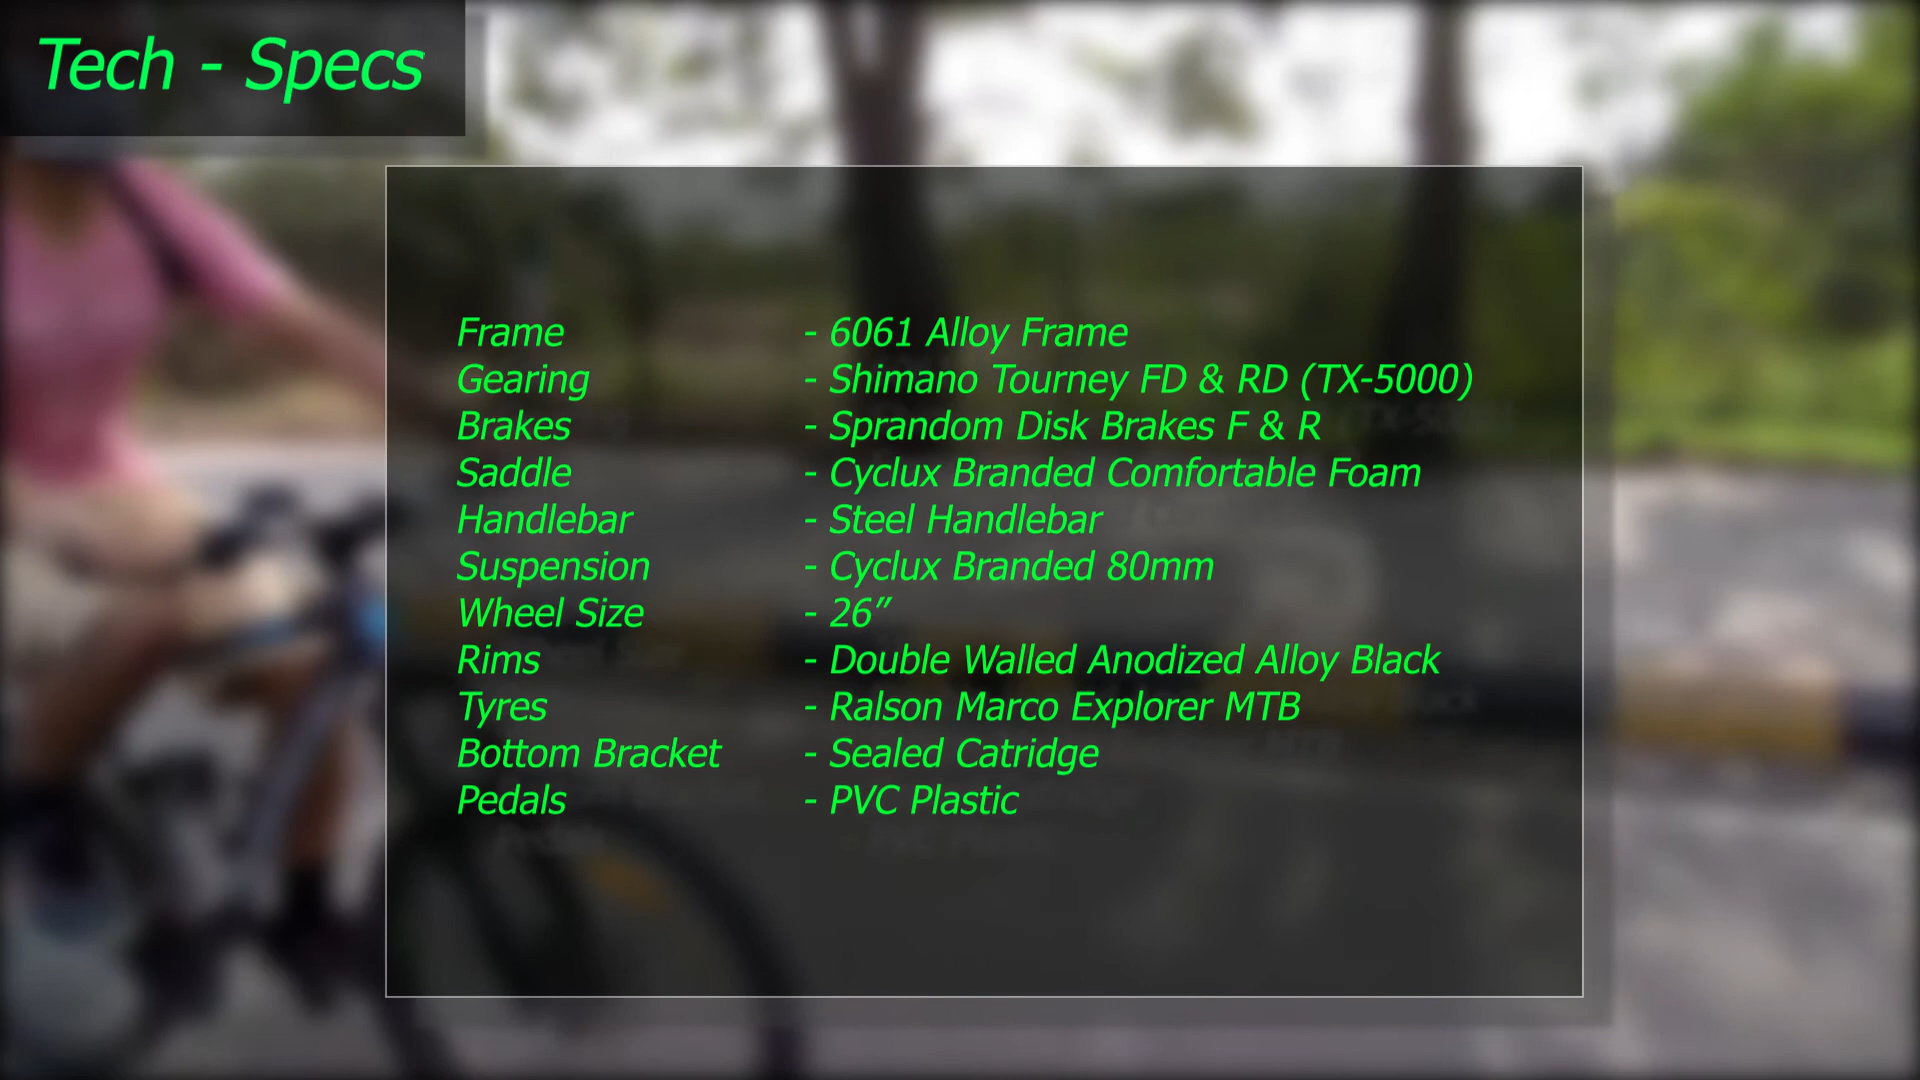 Tech - Specs
Frame - 6061 Alloy Frame
Gearing - Shimano Tourney FD & RD (TX-5000)
Brakes - Sprandom Disk Brakes F & R
Saddle - Cyclux Branded Comfortable Foam
Handlebar - Steel Handlebar
Suspension - Cyclux Branded 80mm
Wheel Size - 26”
Rims - Double Walled Anodized Alloy Black
Tyres - Ralson Marco Explorer MTB
Bottom Bracket - Sealed Catridge
Pedals - PVC Plastic